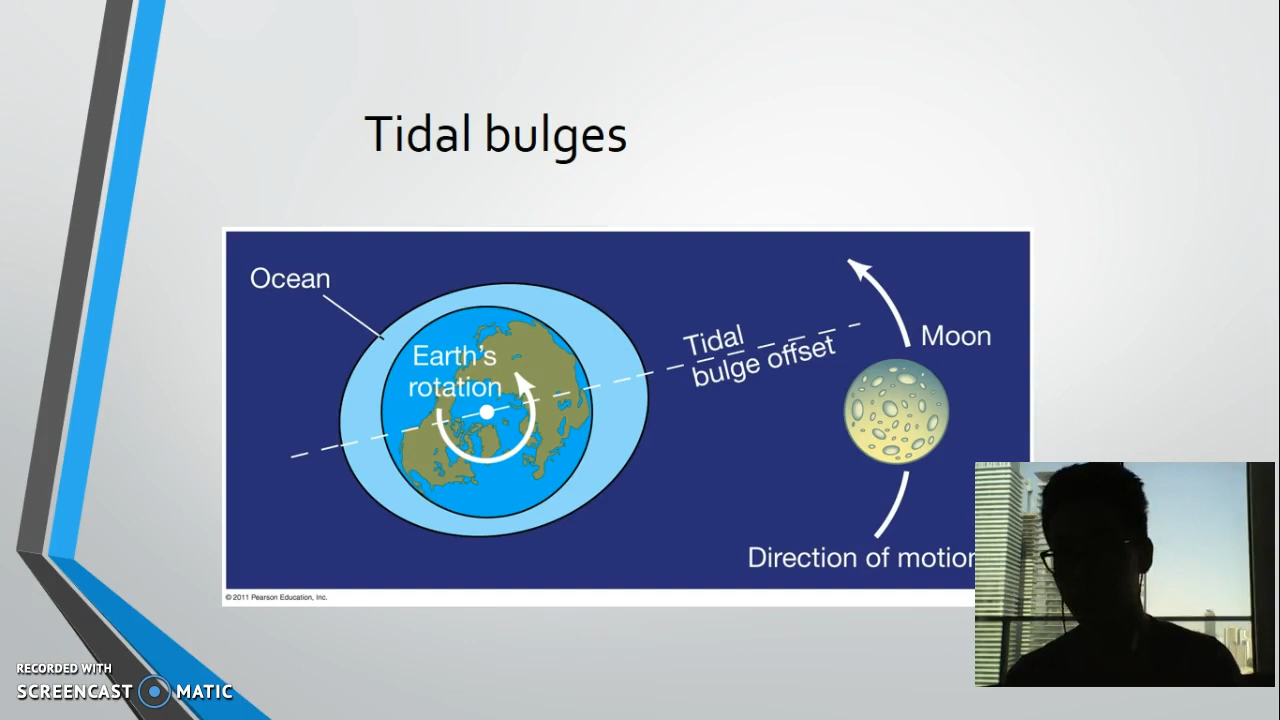 Tidal bulges
Ocean
Earth's
rotation
Tidal
bulge offset
Moon
Direction of motion
© 2011 Pearson Education, Inc.
RECORDED WITH
SCREENCAST MATIC